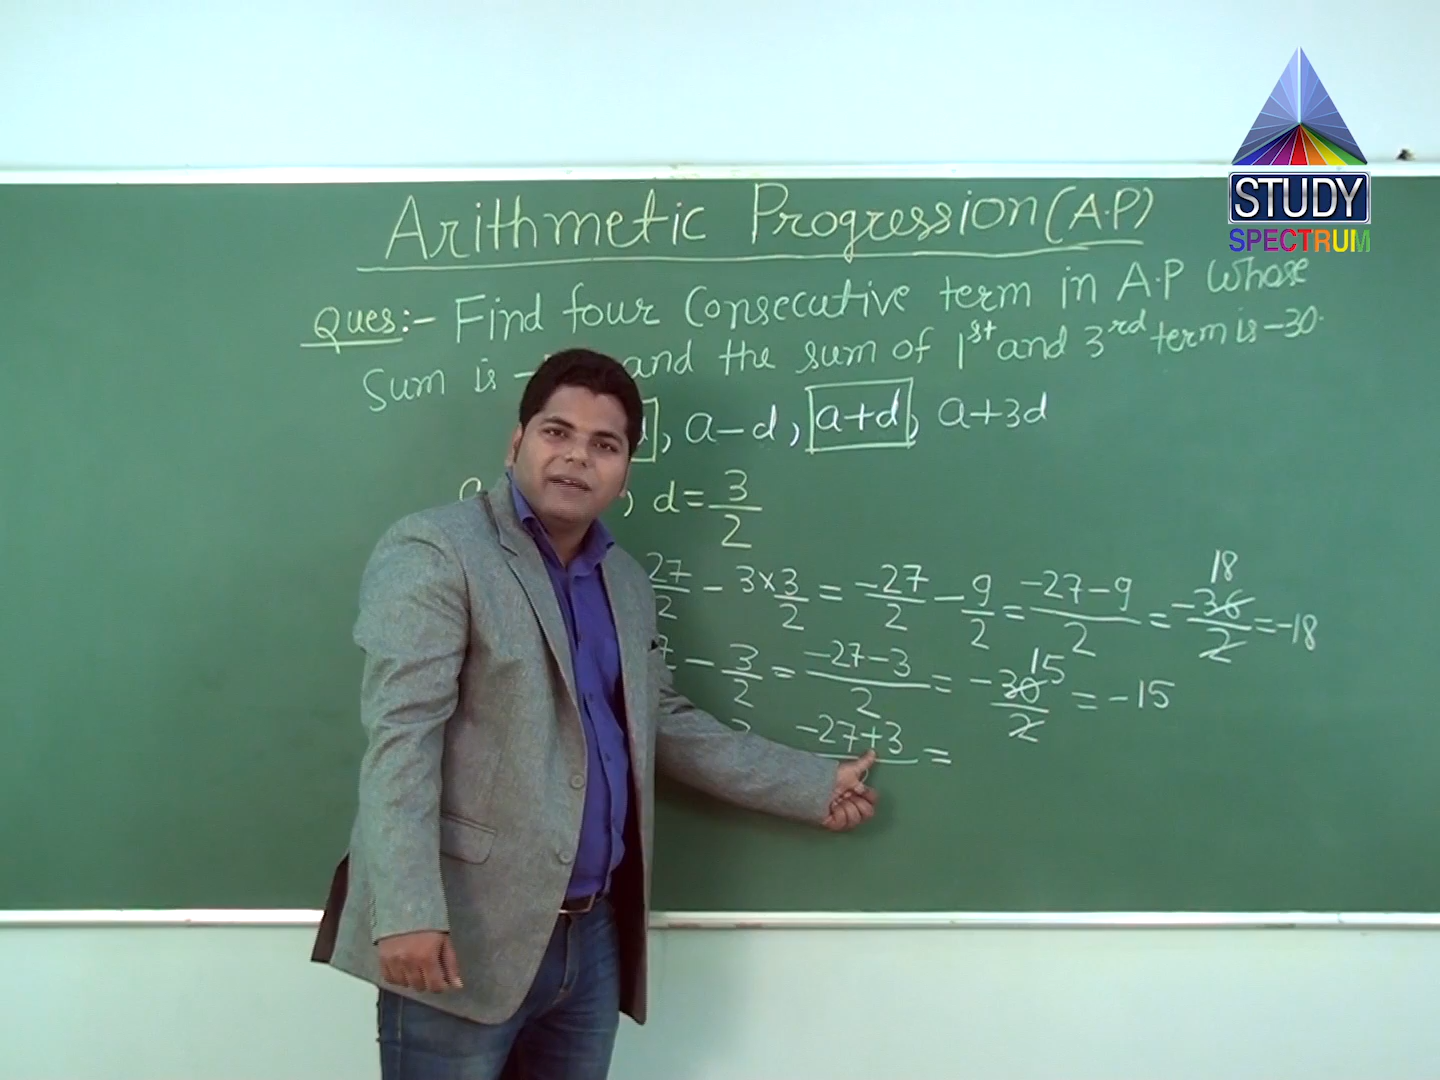 STUDY
SPECTRUM
Arithmetic Progression (A.P)
Ques:- Find four Consecutive term in A.P Whose
Sum is - and the sum of 1st and 3rd term is -30.
, a-d, a+d, a+3d
, d = 3/2
27/2 - 3×3/2 = -27/2 - 9/2 = -27-9/2 = -36/2 = -18
18
- 3/2 = -27-3/2 = -30/2 = -15
15
-27+3 =